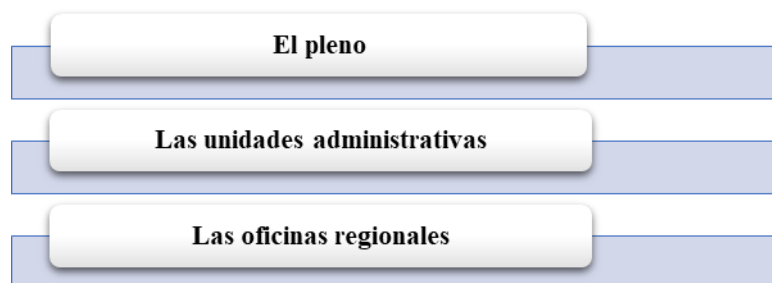 El pleno
Las unidades administrativas
Las oficinas regionales